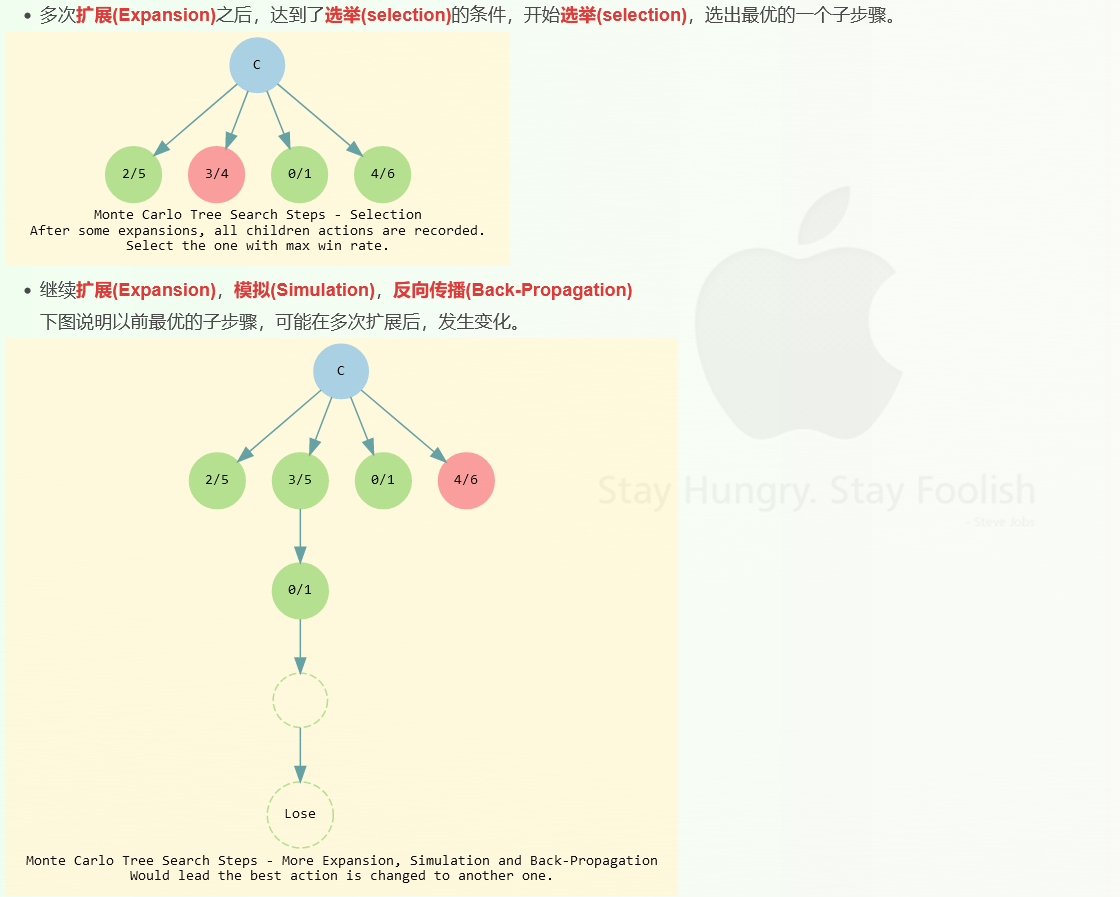 多次扩展(Expansion)之后，达到了选举(selection)的条件，开始选举(selection)，选出最优的一个子步骤。
C
2/5 3/4 0/1 4/6
Monte Carlo Tree Search Steps - Selection
After some expansions, all children actions are recorded.
Select the one with max win rate.
继续扩展(Expansion)，模拟(Simulation)，反向传播(Back-Propagation)
下图说明以前最优的子步骤，可能在多次扩展后，发生变化。
C
2/5 3/5 0/1 4/6
Stay Hungry. Stay Foolish
- Steve Jobs
0/1
Lose
Monte Carlo Tree Search Steps - More Expansion, Simulation and Back-Propagation
Would lead the best action is changed to another one.